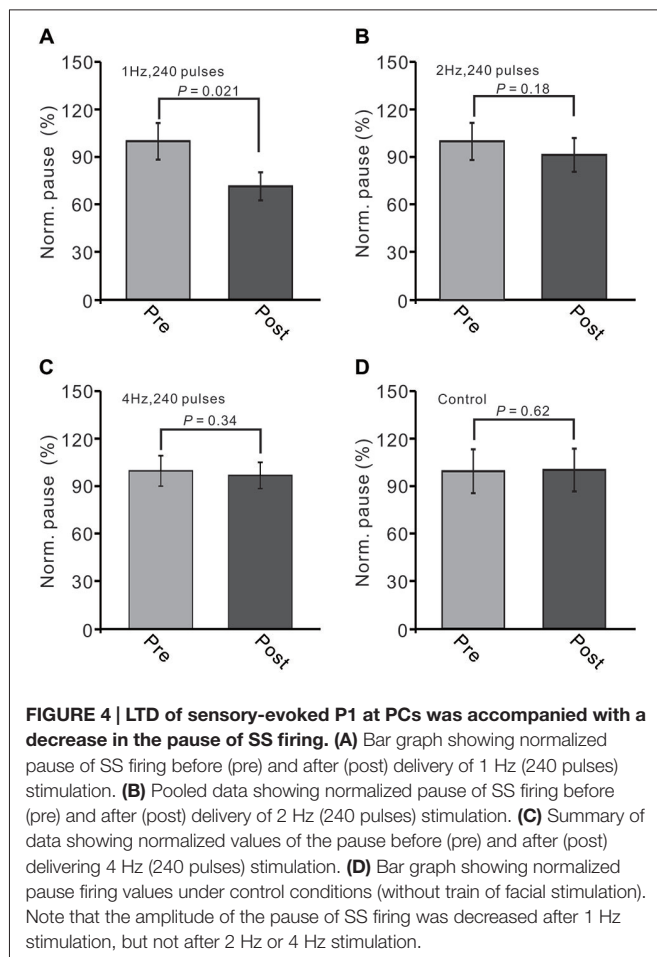 A
1Hz,240 pulses
P = 0.021
Norm. pause (%)
150
120
90
60
30
0
Pre
Post
B
2Hz,240 pulses
P = 0.18
Norm. pause (%)
150
120
90
60
30
0
Pre
Post
C
4Hz,240 pulses
P = 0.34
Norm. pause (%)
150
120
90
60
30
0
Pre
Post
D
Control
P = 0.62
Norm. pause (%)
150
120
90
60
30
0
Pre
Post
FIGURE 4 | LTD of sensory-evoked P1 at PCs was accompanied with a
decrease in the pause of SS firing. (A) Bar graph showing normalized
pause of SS firing before (pre) and after (post) delivery of 1 Hz (240 pulses)
stimulation. (B) Pooled data showing normalized pause of SS firing before
(pre) and after (post) delivery of 2 Hz (240 pulses) stimulation. (C) Summary of
data showing normalized values of the pause before (pre) and after (post)
delivering 4 Hz (240 pulses) stimulation. (D) Bar graph showing normalized
pause firing values under control conditions (without train of facial stimulation).
Note that the amplitude of the pause of SS firing was decreased after 1 Hz
stimulation, but not after 2 Hz or 4 Hz stimulation.